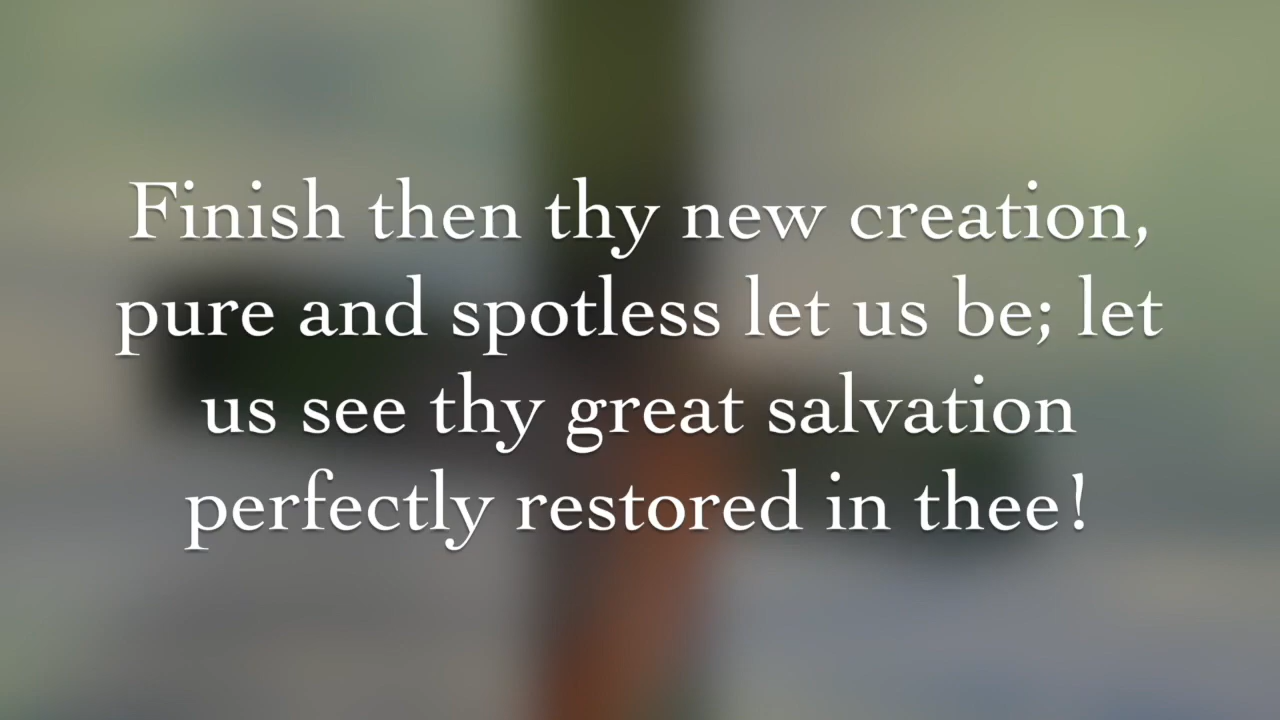 Finish then thy new creation,
pure and spotless let us be; let
us see thy great salvation
perfectly restored in thee!